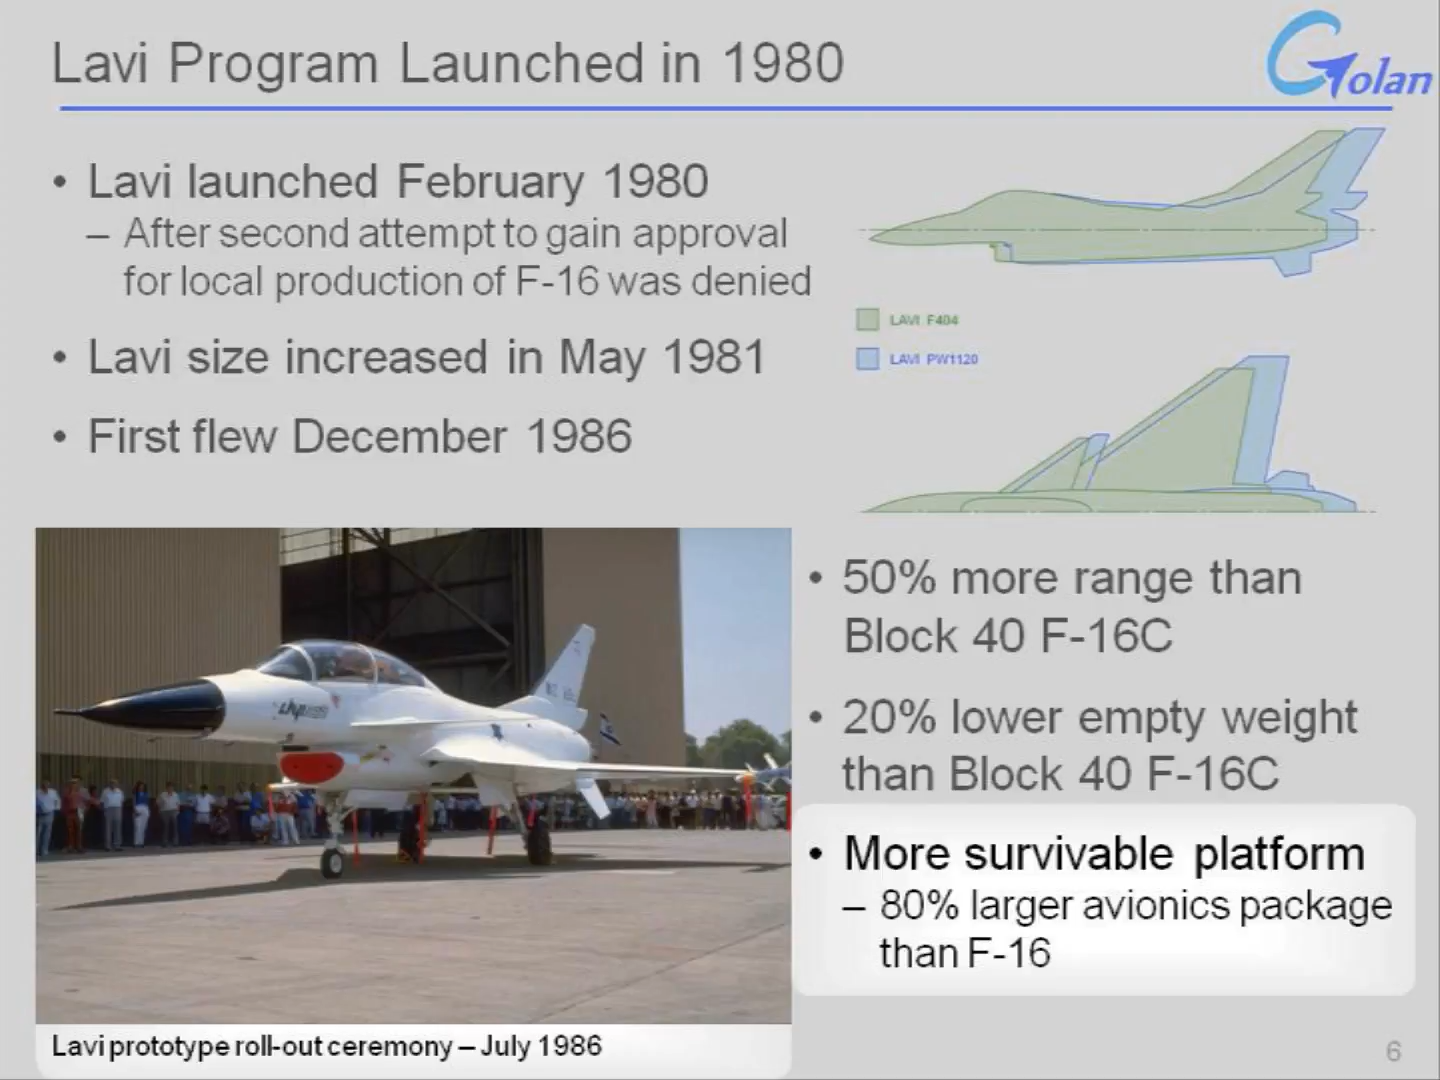 Lavi Program Launched in 1980
Golan
• Lavi launched February 1980
– After second attempt to gain approval
for local production of F-16 was denied
• Lavi size increased in May 1981
• First flew December 1986
LAVI F404
LAVI PW1120
• 50% more range than
Block 40 F-16C
• 20% lower empty weight
than Block 40 F-16C
• More survivable platform
– 80% larger avionics package
than F-16
Lavi prototype roll-out ceremony – July 1986
6